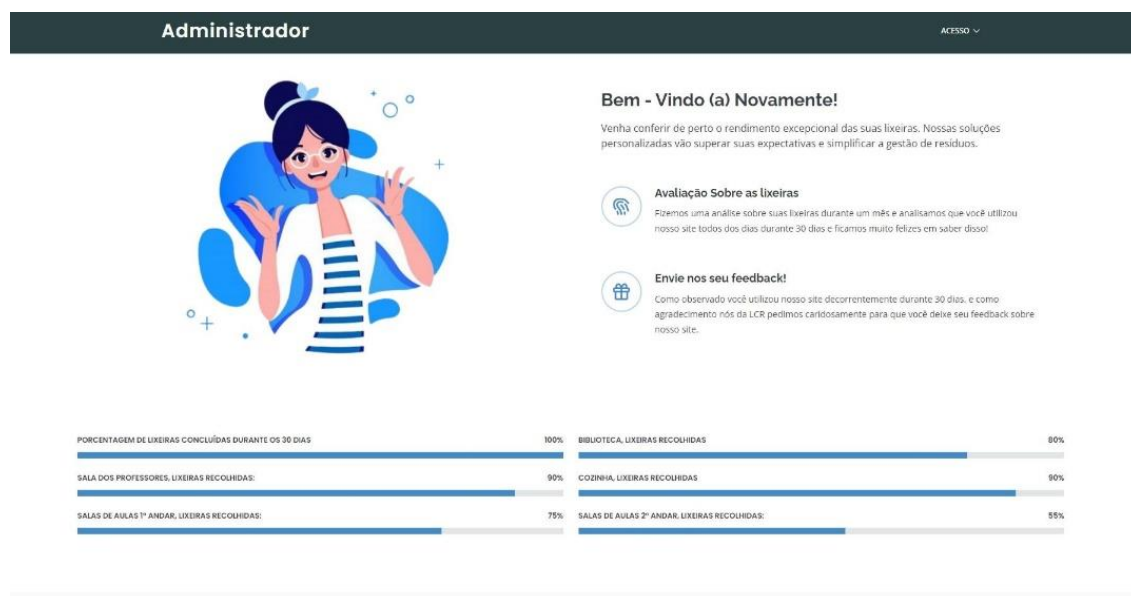 Administrador
ACESSO
Bem - Vindo (a) Novamente!
Venha conferir de perto o rendimento excepcional das suas lixeiras. Nossas soluções
personalizadas vão superar suas expectativas e simplificar a gestão de resíduos.
Avaliação Sobre as lixeiras
Fizemos uma análise sobre suas lixeiras durante um mês e analisamos que você utilizou
nosso site todos dos dias durante 30 dias e ficamos muito felizes em saber disso!
Envie nos seu feedback!
Como observado você utilizou nosso site decorrentemente durante 30 dias, e como
agradecimento nós da LCR pedimos caridosamente para que você deixe seu feedback sobre
nosso site.
PORCENTAGEM DE LIXEIRAS CONCLUÍDAS DURANTE OS 30 DIAS 100%
BIBLIOTECA, LIXEIRAS RECOLHIDAS 80%
SALA DOS PROFESSORES, LIXEIRAS RECOLHIDAS: 90%
COZINHA, LIXEIRAS RECOLHIDAS 90%
SALAS DE AULAS 1º ANDAR, LIXEIRAS RECOLHIDAS: 75%
SALAS DE AULAS 2º ANDAR, LIXEIRAS RECOLHIDAS: 55%